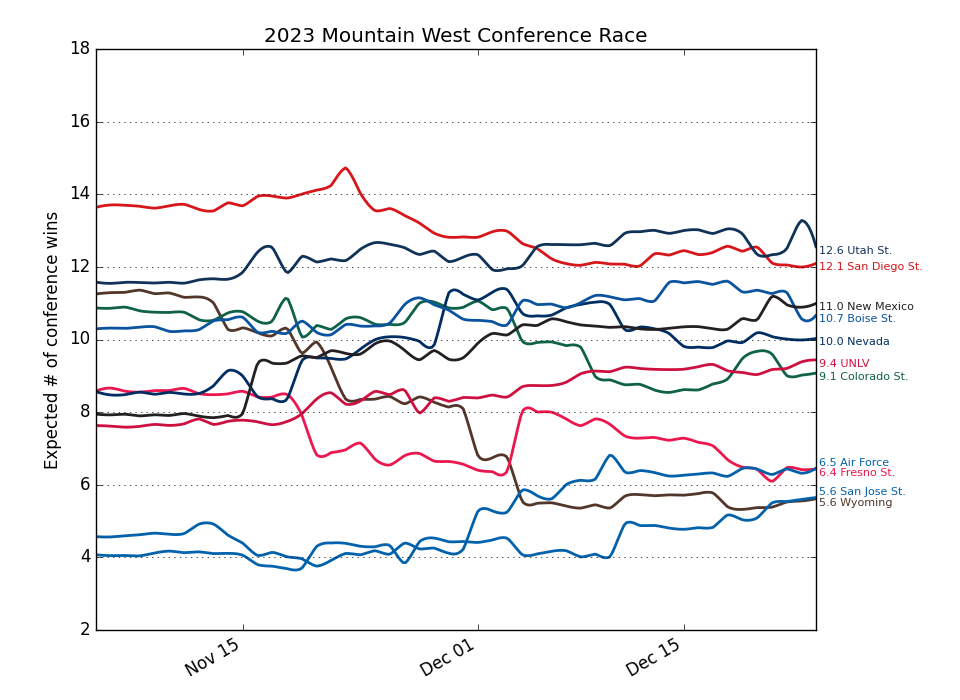 2023 Mountain West Conference Race
Expected # of conference wins
18
16
14
12
10
8
6
4
2
12.6 Utah St.
12.1 San Diego St.
11.0 New Mexico
10.7 Boise St.
10.0 Nevada
9.4 UNLV
9.1 Colorado St.
6.5 Air Force
6.4 Fresno St.
5.6 San Jose St.
5.6 Wyoming
Nov 15
Dec 01
Dec 15